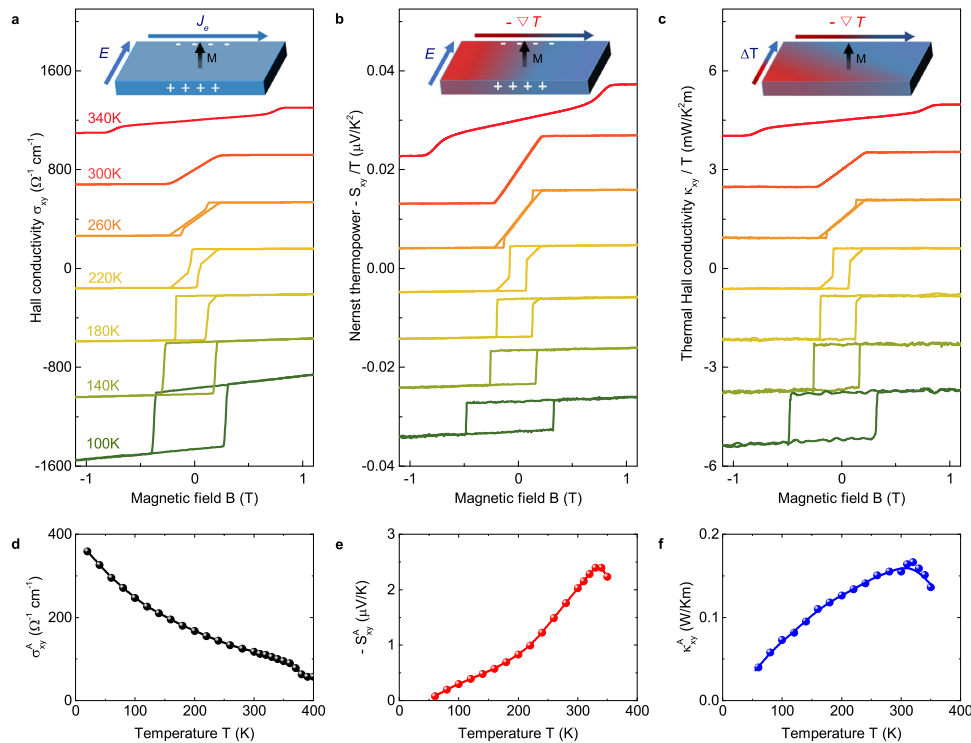 a
J_e
E
- - - -
M
+ + + +
1600
800
0
-800
-1600
Hall conductivity σ_xy (Ω⁻¹ cm⁻¹)
340K
300K
260K
220K
180K
140K
100K
-1
0
1
Magnetic field B (T)
b
- ▽ T
E
- - - -
M
+ + + +
0.04
0.02
0.00
-0.02
-0.04
Nernst thermopower - S_xy /T (μV/K²)
-1
0
1
Magnetic field B (T)
c
- ▽ T
ΔT
M
6
3
0
-3
-6
Thermal Hall conductivity κ_xy / T (mW/K²m)
-1
0
1
Magnetic field B (T)
d
400
200
0
σ_xy^A (Ω⁻¹ cm⁻¹)
0
100
200
300
400
Temperature T (K)
e
3
2
1
0
- S_xy^A (μV/K)
0
100
200
300
400
Temperature T (K)
f
0.2
0.1
0.0
κ_xy^A (W/Km)
0
100
200
300
400
Temperature T (K)